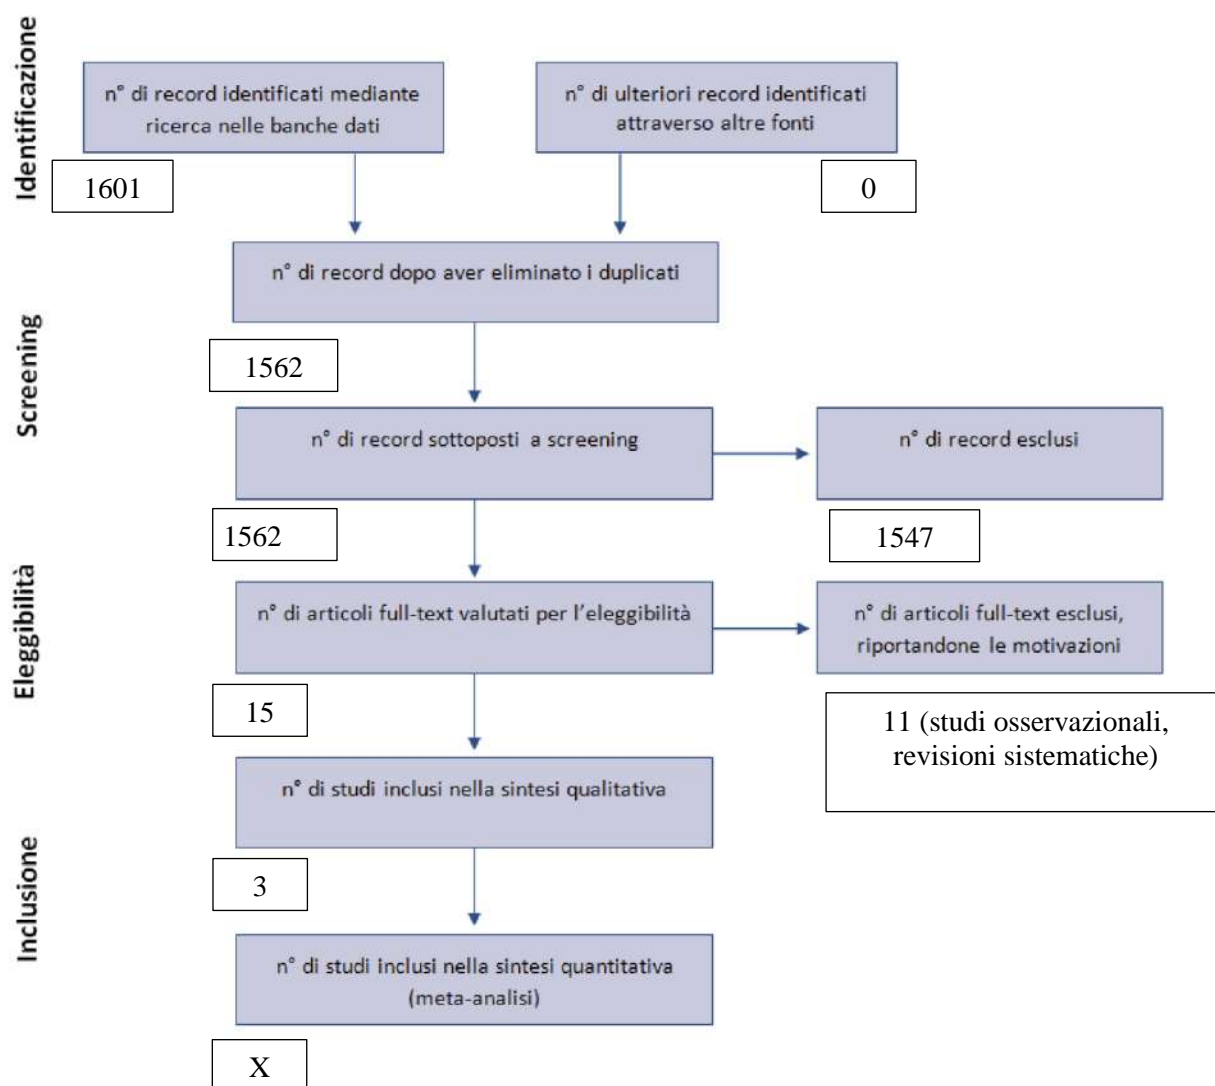 Identificazione
n° di record identificati mediante
ricerca nelle banche dati
n° di ulteriori record identificati
attraverso altre fonti
1601
0
n° di record dopo aver eliminato i duplicati
Screening
1562
n° di record sottoposti a screening
n° di record esclusi
1562
1547
Eleggibilità
n° di articoli full-text valutati per l'eleggibilità
n° di articoli full-text esclusi,
riportandone le motivazioni
15
11 (studi osservazionali,
revisioni sistematiche)
n° di studi inclusi nella sintesi qualitativa
Inclusione
3
n° di studi inclusi nella sintesi quantitativa
(meta-analisi)
X